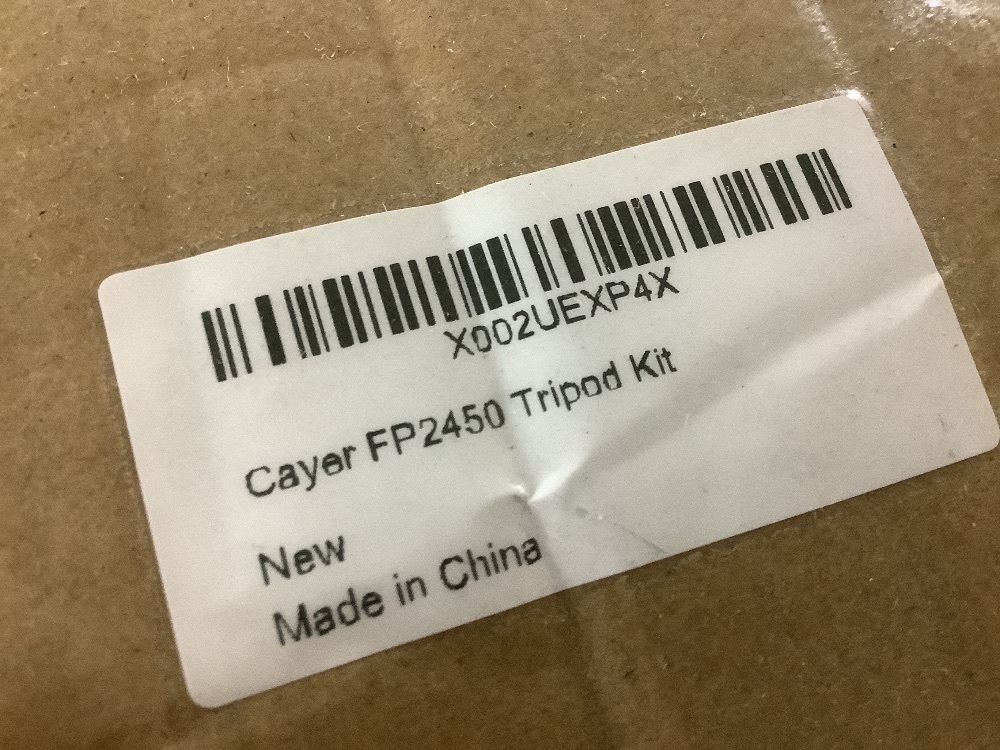 X002UEXP4X
Cayer FP2450 Tripod Kit
New
Made in China